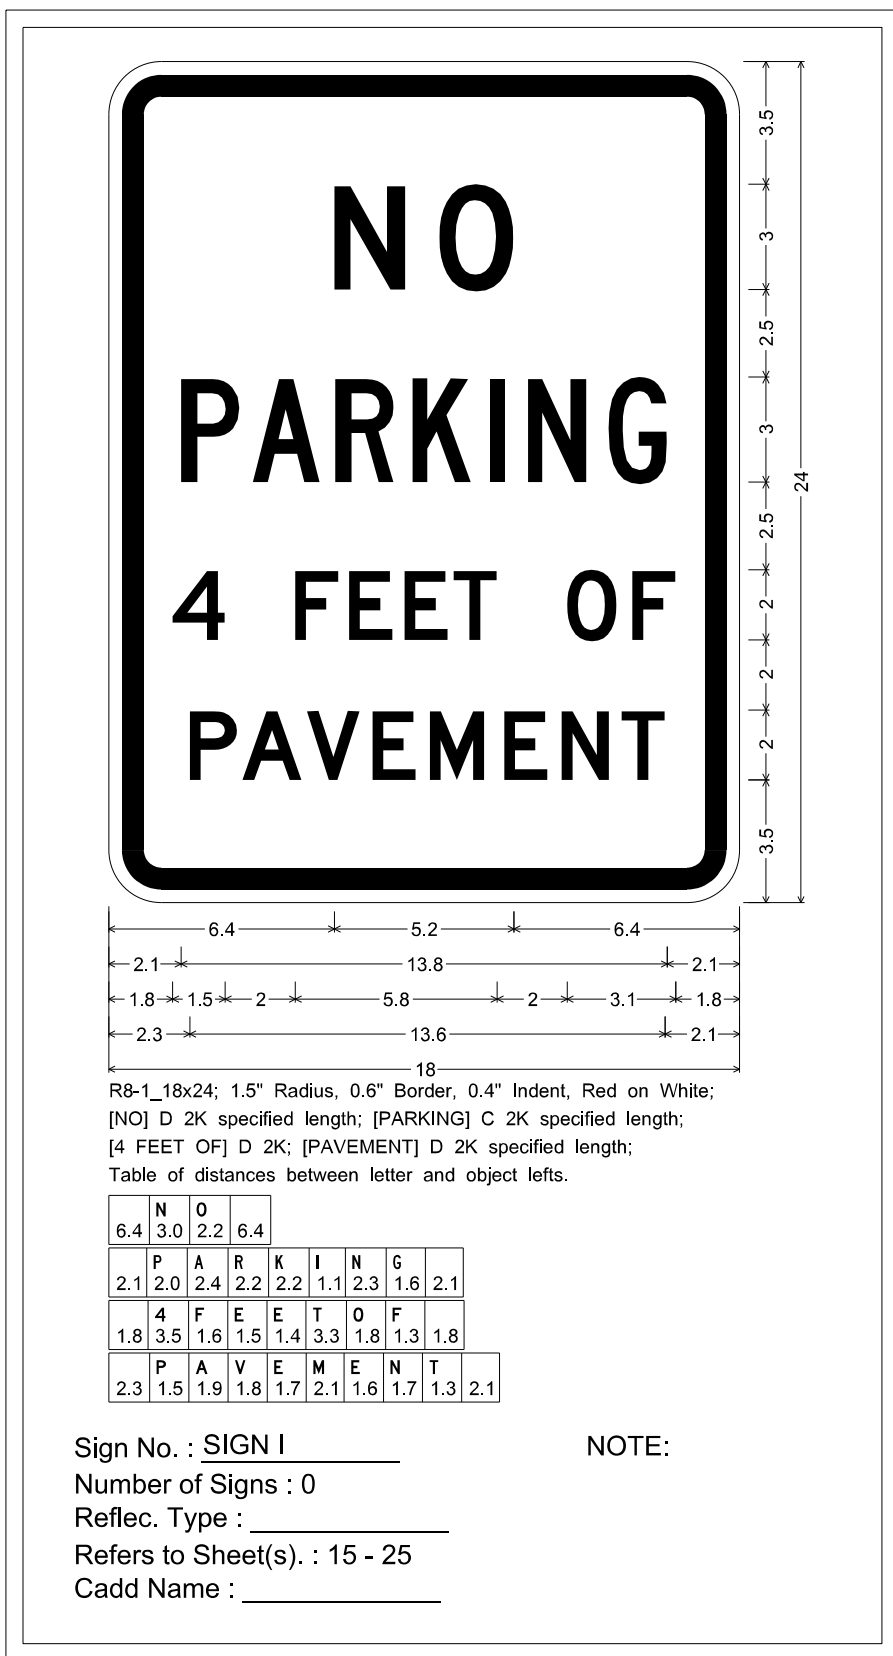 NO
PARKING
4 FEET OF
PAVEMENT
3.5
3
2.5
3
2.5
2
2
2
3.5
24
6.4 5.2 6.4
2.1 13.8 2.1
1.8 1.5 2 5.8 2 3.1 1.8
2.3 13.6 2.1
18
R8-1_18x24; 1.5" Radius, 0.6" Border, 0.4" Indent, Red on White;
[NO] D 2K specified length; [PARKING] C 2K specified length;
[4 FEET OF] D 2K; [PAVEMENT] D 2K specified length;
Table of distances between letter and object lefts.
N O
6.4 3.0 2.2 6.4
P A R K I N G
2.1 2.0 2.4 2.2 2.2 1.1 2.3 1.6 2.1
4 F E E T O F
1.8 3.5 1.6 1.5 1.4 3.3 1.8 1.3 1.8
P A V E M E N T
2.3 1.5 1.9 1.8 1.7 2.1 1.6 1.7 1.3 2.1
Sign No. : SIGN I
NOTE:
Number of Signs : 0
Reflec. Type :
Refers to Sheet(s). : 15 - 25
Cadd Name :